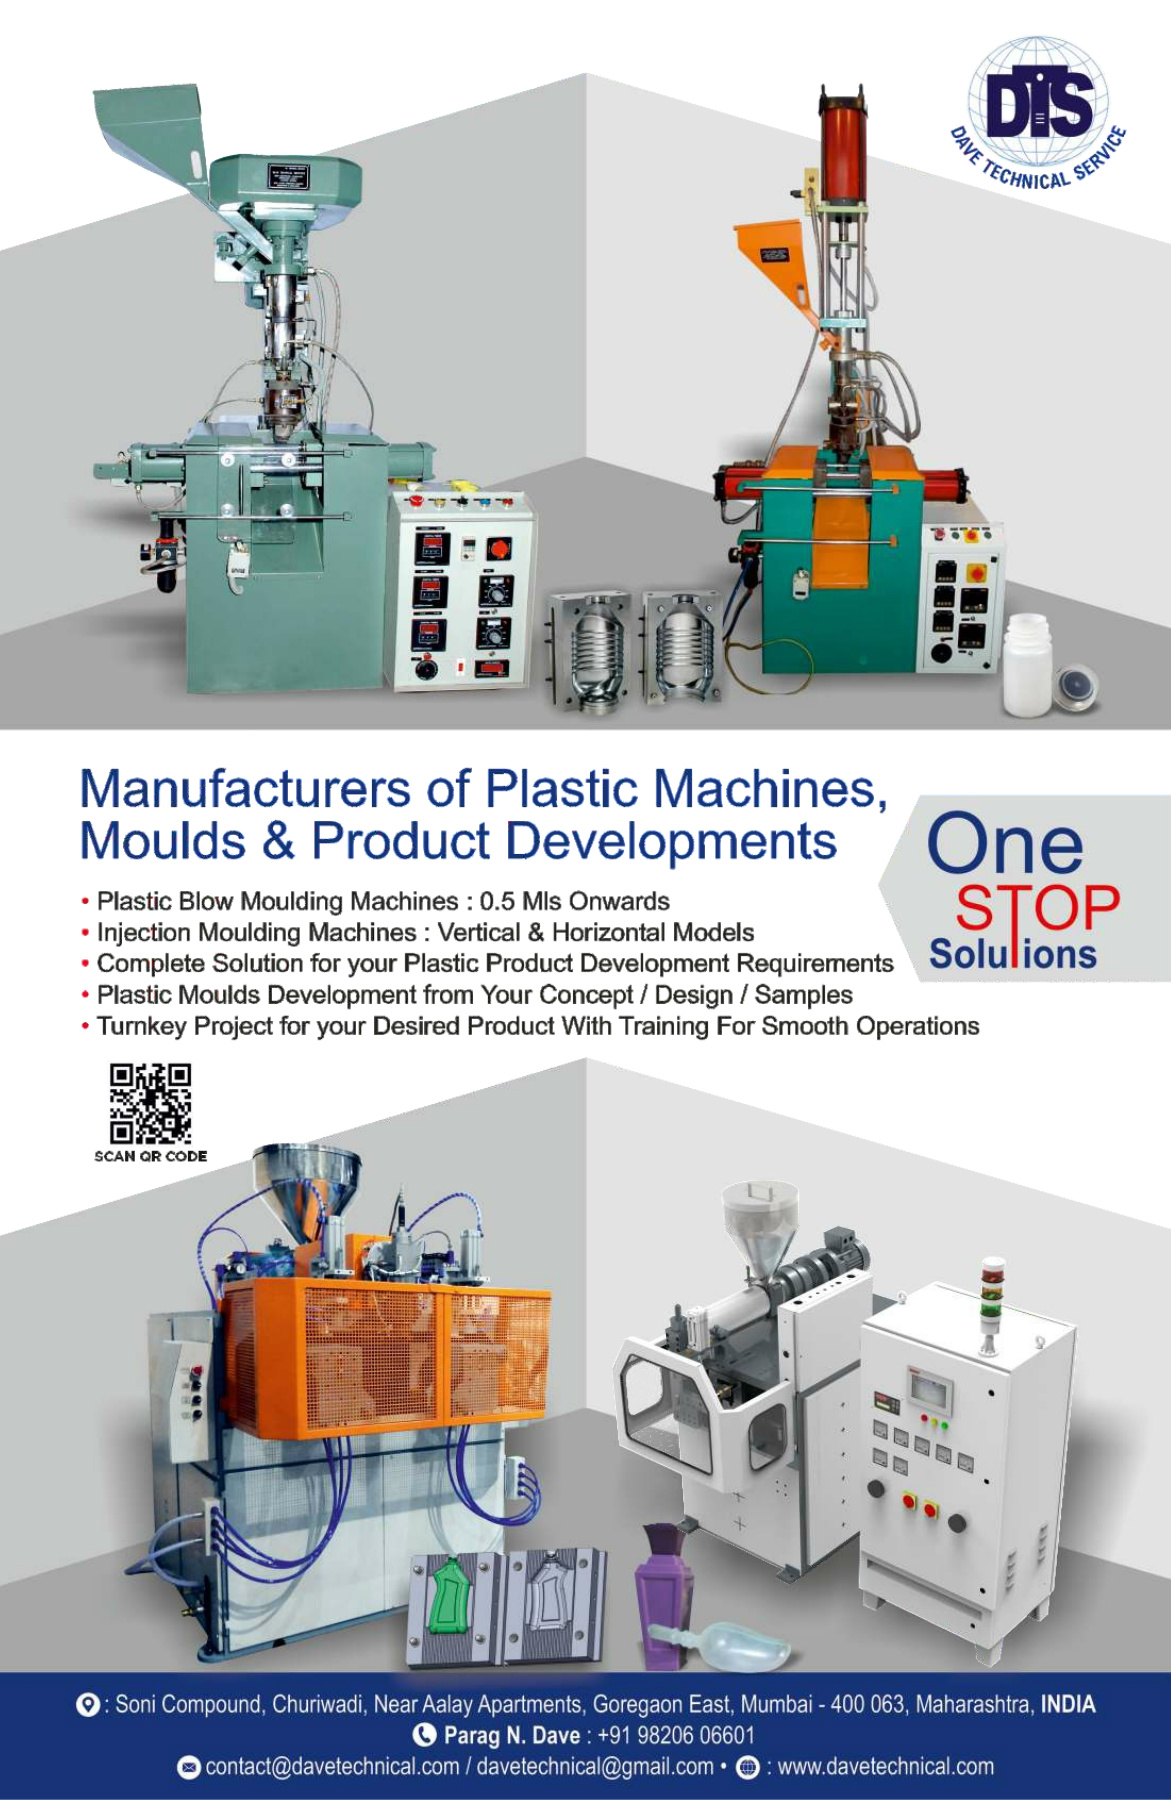 DTS
DAVE TECHNICAL SERVICE
Manufacturers of Plastic Machines,
Moulds & Product Developments
• Plastic Blow Moulding Machines : 0.5 Mls Onwards
• Injection Moulding Machines : Vertical & Horizontal Models
• Complete Solution for your Plastic Product Development Requirements
• Plastic Moulds Development from Your Concept / Design / Samples
• Turnkey Project for your Desired Product With Training For Smooth Operations
One
STOP
Solutions
SCAN QR CODE
: Soni Compound, Churiwadi, Near Aalay Apartments, Goregaon East, Mumbai - 400 063, Maharashtra, INDIA
Parag N. Dave : +91 98206 06601
contact@davetechnical.com / davetechnical@gmail.com • : www.davetechnical.com